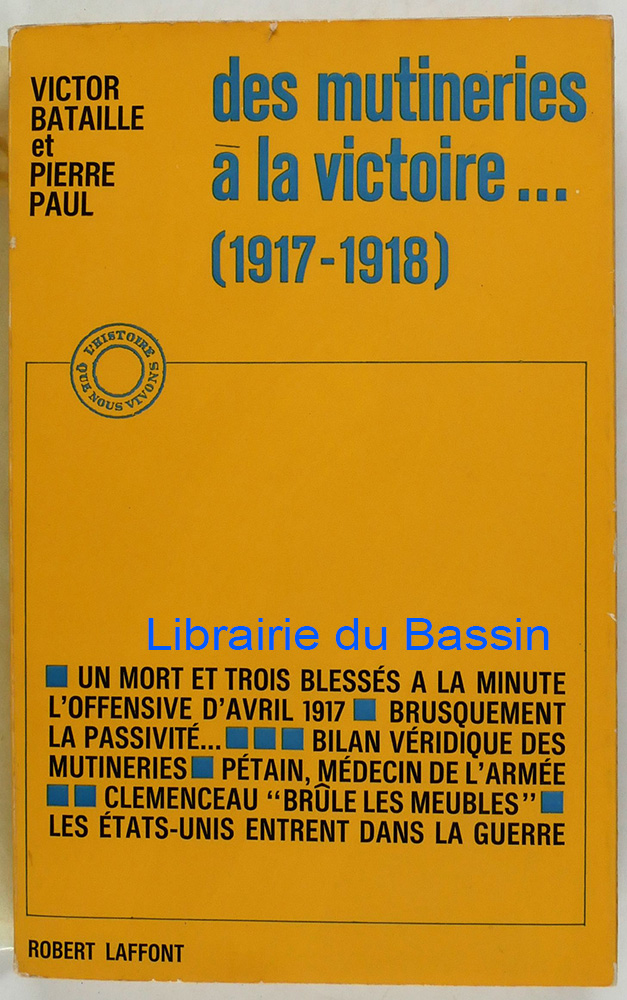 VICTOR
BATAILLE
et
PIERRE
PAUL
des mutineries
à la victoire...
(1917-1918)
L'HISTOIRE
QUE NOUS VIVONS
Librairie du Bassin
■ UN MORT ET TROIS BLESSÉS A LA MINUTE
L'OFFENSIVE D'AVRIL 1917 ■ BRUSQUEMENT
LA PASSIVITÉ... ■ ■ ■ BILAN VÉRIDIQUE DES
MUTINERIES ■ PÉTAIN, MÉDECIN DE L'ARMÉE
■ ■ CLEMENCEAU "BRÛLE LES MEUBLES" ■
LES ÉTATS-UNIS ENTRENT DANS LA GUERRE
ROBERT LAFFONT